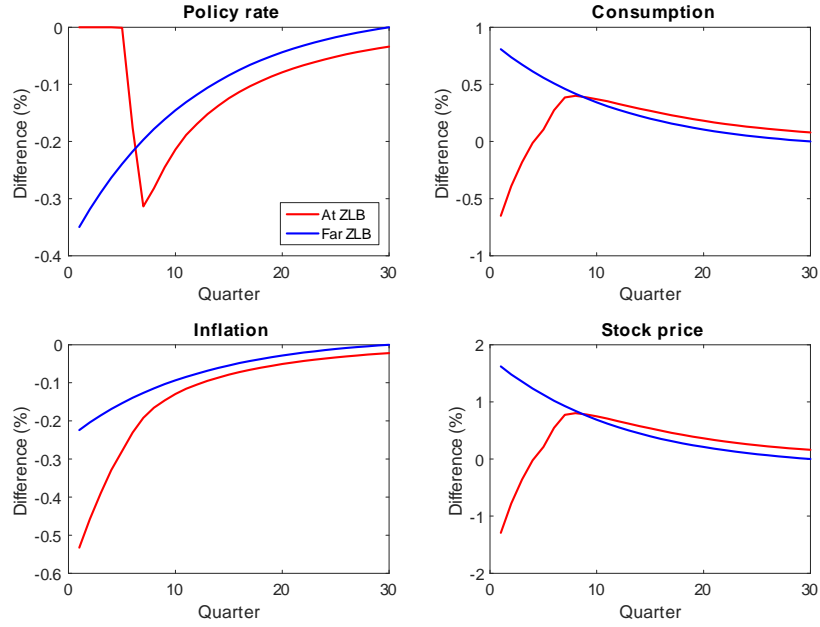 Policy rate
0
-0.1
-0.2
-0.3
-0.4
Difference (%)
At ZLB
Far ZLB
0 10 20 30
Quarter
Consumption
1
0.5
0
-0.5
-1
Difference (%)
0 10 20 30
Quarter
Inflation
0
-0.1
-0.2
-0.3
-0.4
-0.5
-0.6
Difference (%)
0 10 20 30
Quarter
Stock price
2
1
0
-1
-2
Difference (%)
0 10 20 30
Quarter